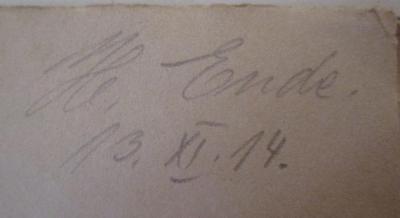 H. Ende.
13. XI. 14.